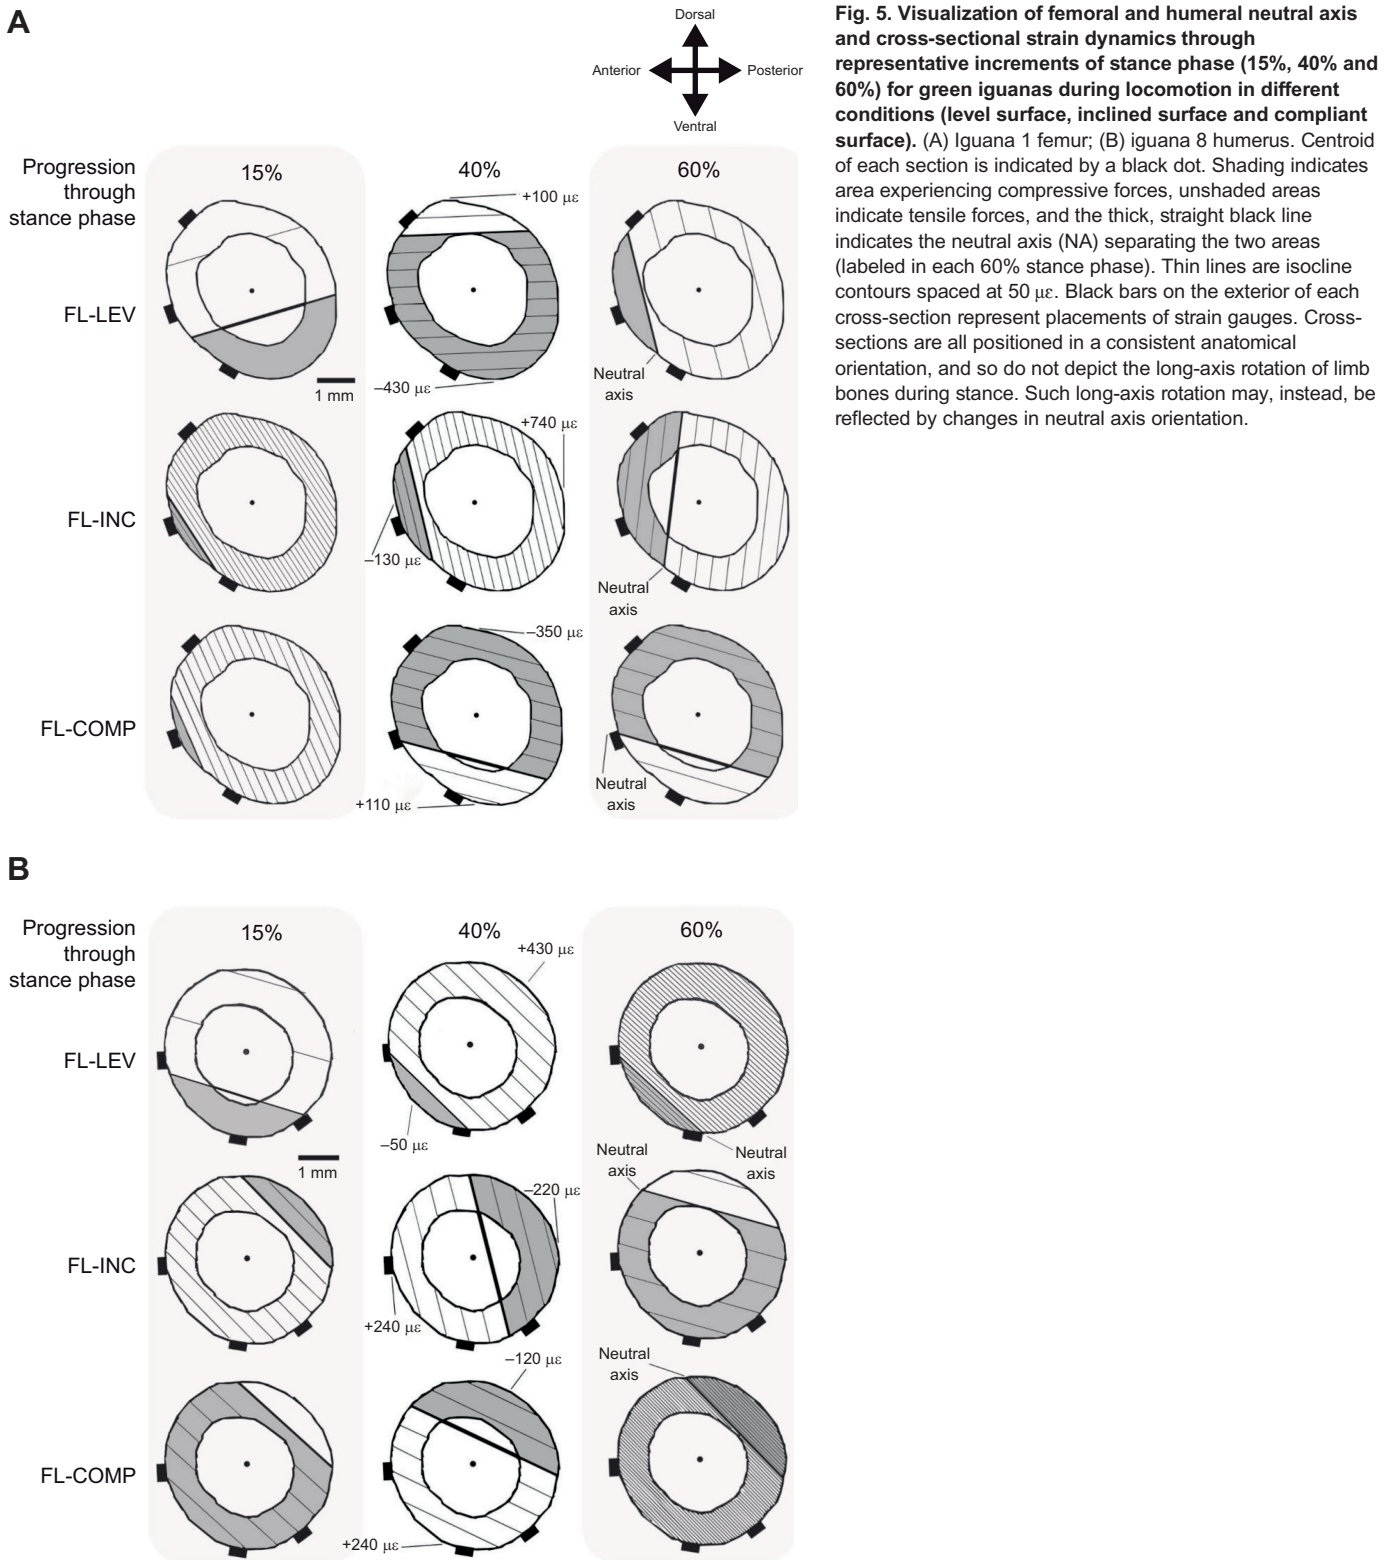 A
Dorsal
Anterior
Posterior
Ventral
Fig. 5. Visualization of femoral and humeral neutral axis
and cross-sectional strain dynamics through
representative increments of stance phase (15%, 40% and
60%) for green iguanas during locomotion in different
conditions (level surface, inclined surface and compliant
surface). (A) Iguana 1 femur; (B) iguana 8 humerus. Centroid
of each section is indicated by a black dot. Shading indicates
area experiencing compressive forces, unshaded areas
indicate tensile forces, and the thick, straight black line
indicates the neutral axis (NA) separating the two areas
(labeled in each 60% stance phase). Thin lines are isocline
contours spaced at 50 µε. Black bars on the exterior of each
cross-section represent placements of strain gauges. Cross-
sections are all positioned in a consistent anatomical
orientation, and so do not depict the long-axis rotation of limb
bones during stance. Such long-axis rotation may, instead, be
reflected by changes in neutral axis orientation.
Progression
through
stance phase
15%
40%
60%
+100 µε
FL-LEV
–430 µε
1 mm
Neutral
axis
+740 µε
FL-INC
–130 µε
Neutral
axis
–350 µε
FL-COMP
+110 µε
Neutral
axis
B
Progression
through
stance phase
15%
40%
60%
+430 µε
FL-LEV
–50 µε
1 mm
Neutral
axis
Neutral
axis
–220 µε
FL-INC
+240 µε
–120 µε
Neutral
axis
FL-COMP
+240 µε